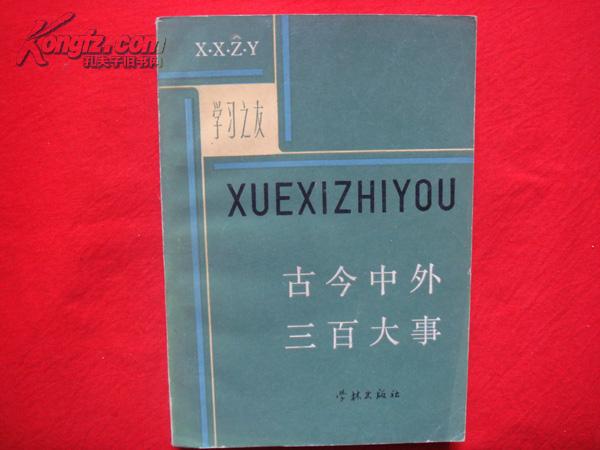 Kongfz.com
孔夫子旧书网
X·X·Z·Y
学习之友
XUEXIZHIYOU
古今中外
三百大事
学林出版社